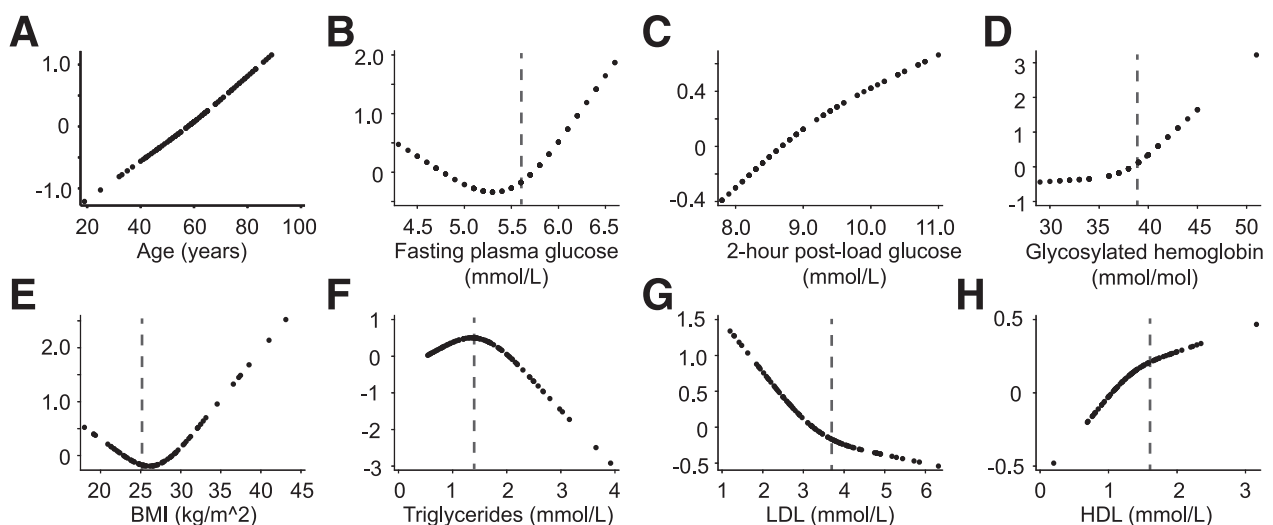 A
1.0
0
-1.0
20 40 60 80 100
Age (years)
B
2.0
1.0
0
4.5 5.0 5.5 6.0 6.5
Fasting plasma glucose
(mmol/L)
C
0.4
0
-0.4
8.0 9.0 10.0 11.0
2-hour post-load glucose
(mmol/L)
D
3
2
1
0
-1
30 35 40 45 50
Glycosylated hemoglobin
(mmol/mol)
E
2.0
1.0
0
20 25 30 35 40 45
BMI (kg/m^2)
F
1
0
-1
-2
-3
0 1 2 3 4
Triglycerides (mmol/L)
G
1.5
1.0
0.5
0
-0.5
1 2 3 4 5 6
LDL (mmol/L)
H
0.5
0
-0.5
0 1 2 3
HDL (mmol/L)